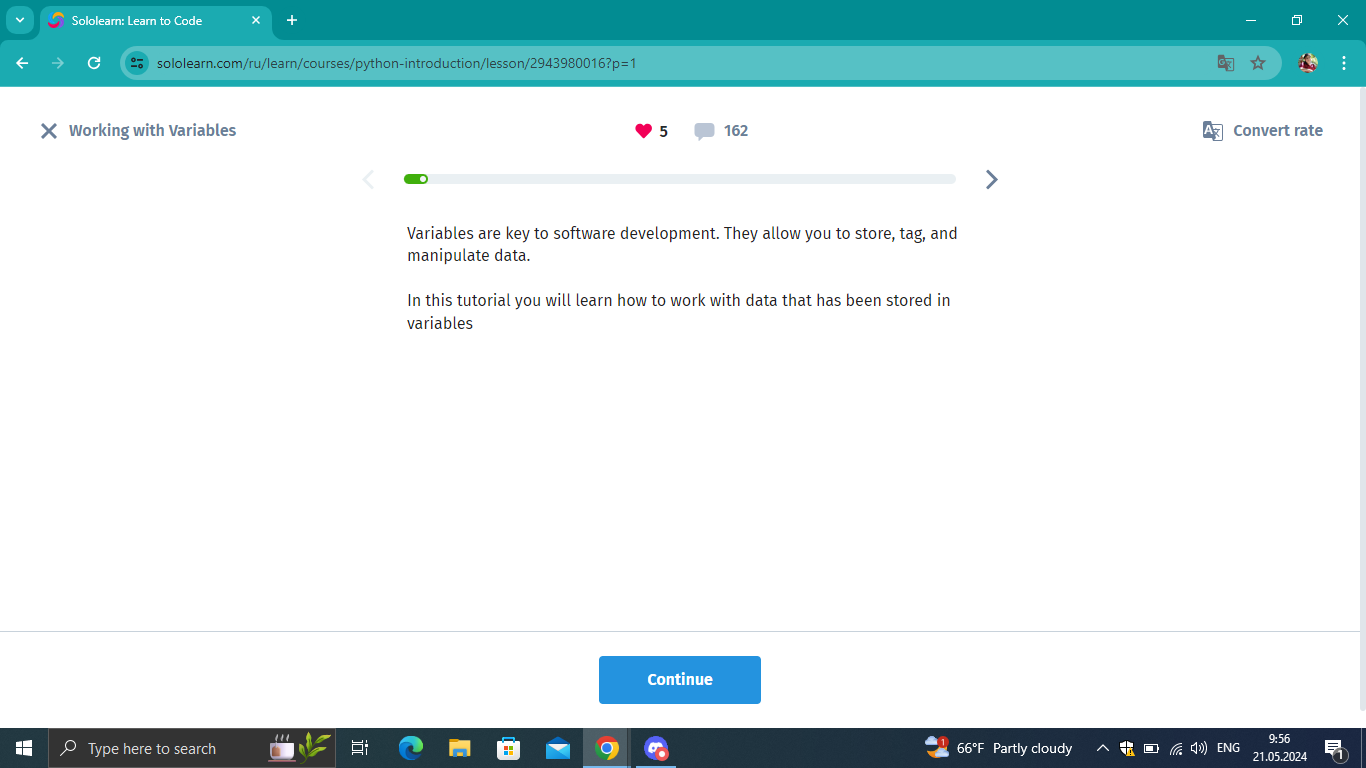 Sololearn: Learn to Code
sololearn.com/ru/learn/courses/python-introduction/lesson/2943980016?p=1
Working with Variables
5
162
Convert rate
Variables are key to software development. They allow you to store, tag, and
manipulate data.
In this tutorial you will learn how to work with data that has been stored in
variables
Continue
Type here to search
1
66°F Partly cloudy
ENG
9:56
21.05.2024
1